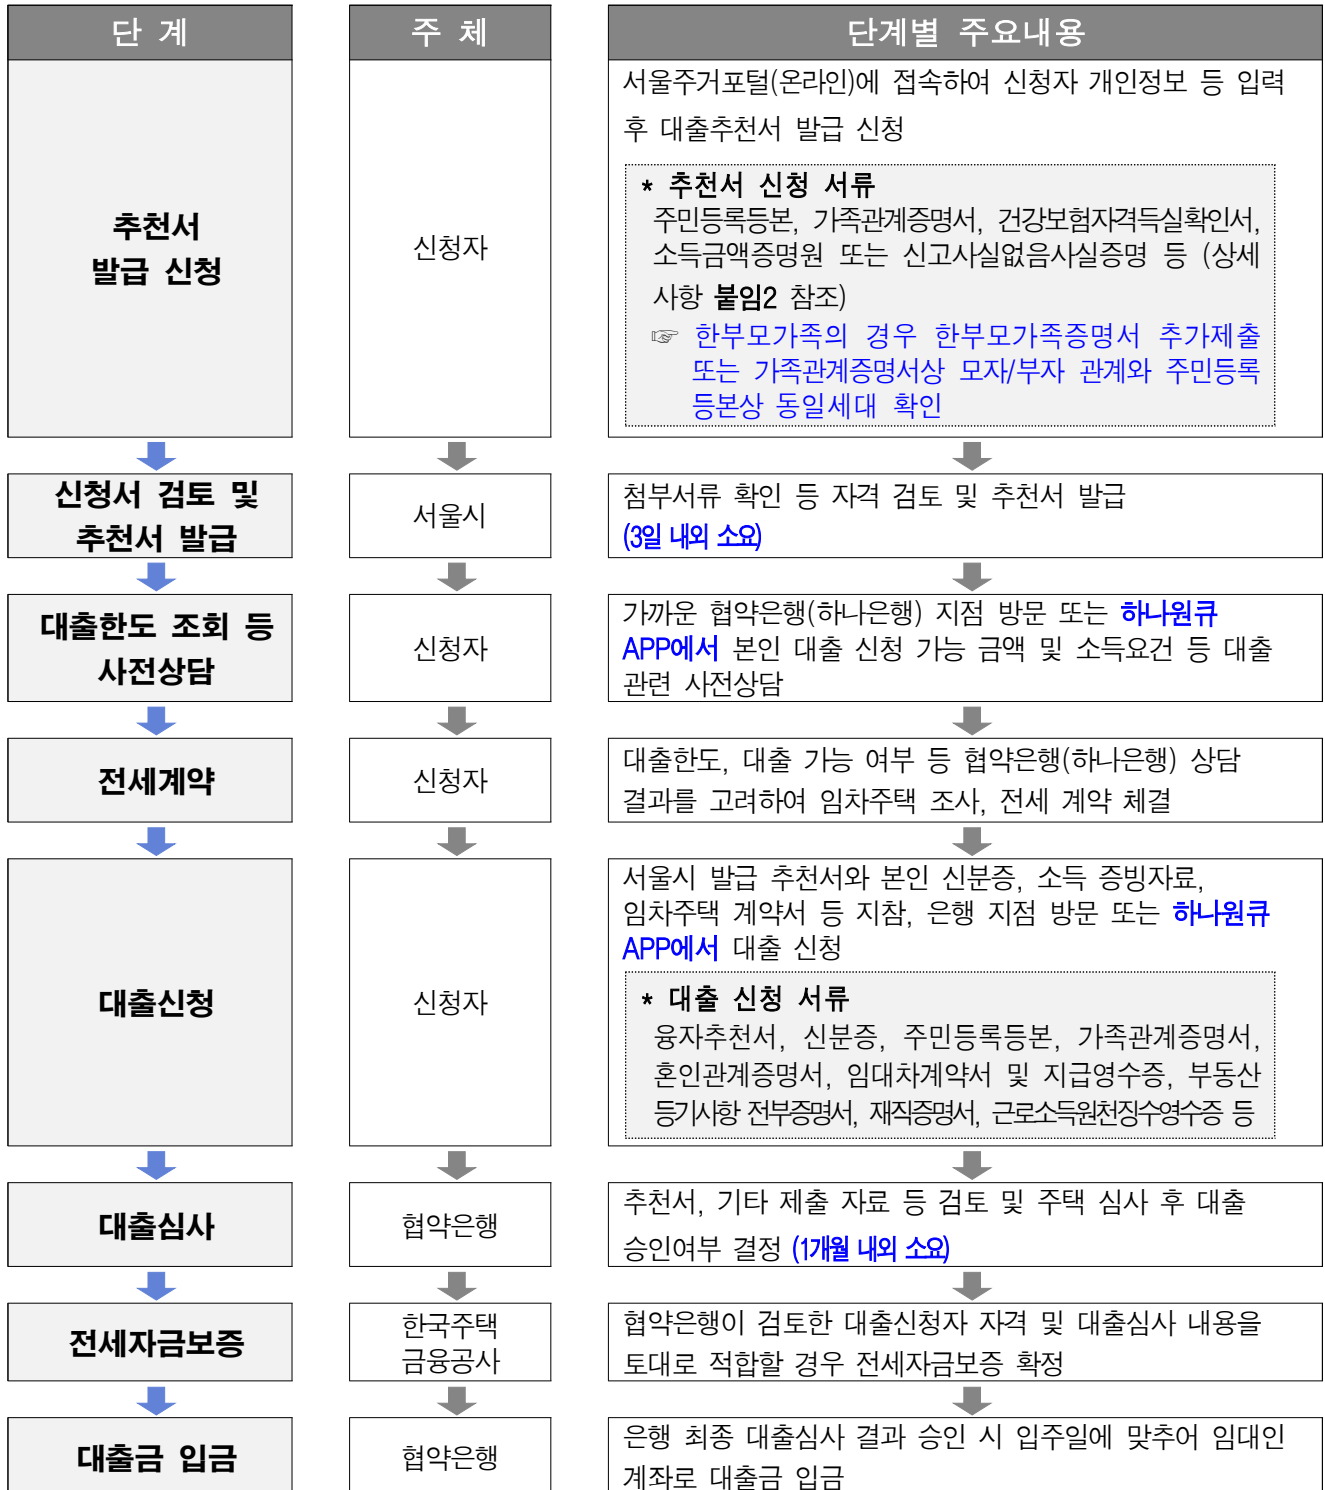 단 계
주 체
단계별 주요내용
추천서
발급 신청
신청자
서울주거포털(온라인)에 접속하여 신청자 개인정보 등 입력
후 대출추천서 발급 신청
* 추천서 신청 서류
주민등록등본, 가족관계증명서, 건강보험자격득실확인서,
소득금액증명원 또는 신고사실없음사실증명 등 (상세
사항 붙임2 참조)
☞ 한부모가족의 경우 한부모가족증명서 추가제출
또는 가족관계증명서상 모자/부자 관계와 주민등록
등본상 동일세대 확인
신청서 검토 및
추천서 발급
서울시
첨부서류 확인 등 자격 검토 및 추천서 발급
(3일 내외 소요)
대출한도 조회 등
사전상담
신청자
가까운 협약은행(하나은행) 지점 방문 또는 하나원큐
APP에서 본인 대출 신청 가능 금액 및 소득요건 등 대출
관련 사전상담
전세계약
신청자
대출한도, 대출 가능 여부 등 협약은행(하나은행) 상담
결과를 고려하여 임차주택 조사, 전세 계약 체결
대출신청
신청자
서울시 발급 추천서와 본인 신분증, 소득 증빙자료,
임차주택 계약서 등 지참, 은행 지점 방문 또는 하나원큐
APP에서 대출 신청
* 대출 신청 서류
융자추천서, 신분증, 주민등록등본, 가족관계증명서,
혼인관계증명서, 임대차계약서 및 지급영수증, 부동산
등기사항 전부증명서, 재직증명서, 근로소득원천징수영수증 등
대출심사
협약은행
추천서, 기타 제출 자료 등 검토 및 주택 심사 후 대출
승인여부 결정 (1개월 내외 소요)
전세자금보증
한국주택
금융공사
협약은행이 검토한 대출신청자 자격 및 대출심사 내용을
토대로 적합할 경우 전세자금보증 확정
대출금 입금
협약은행
은행 최종 대출심사 결과 승인 시 입주일에 맞추어 임대인
계좌로 대출금 입금